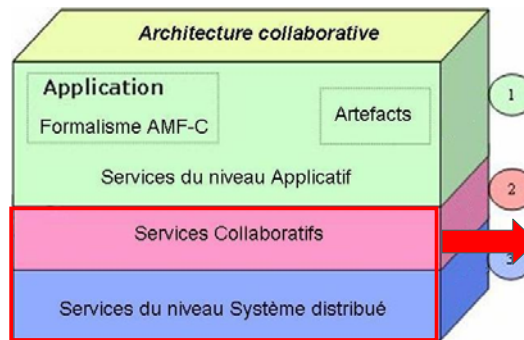 Architecture collaborative
Application
Formalisme AMF-C
Artefacts
1
Services du niveau Applicatif
2
Services Collaboratifs
3
Services du niveau Système distribué